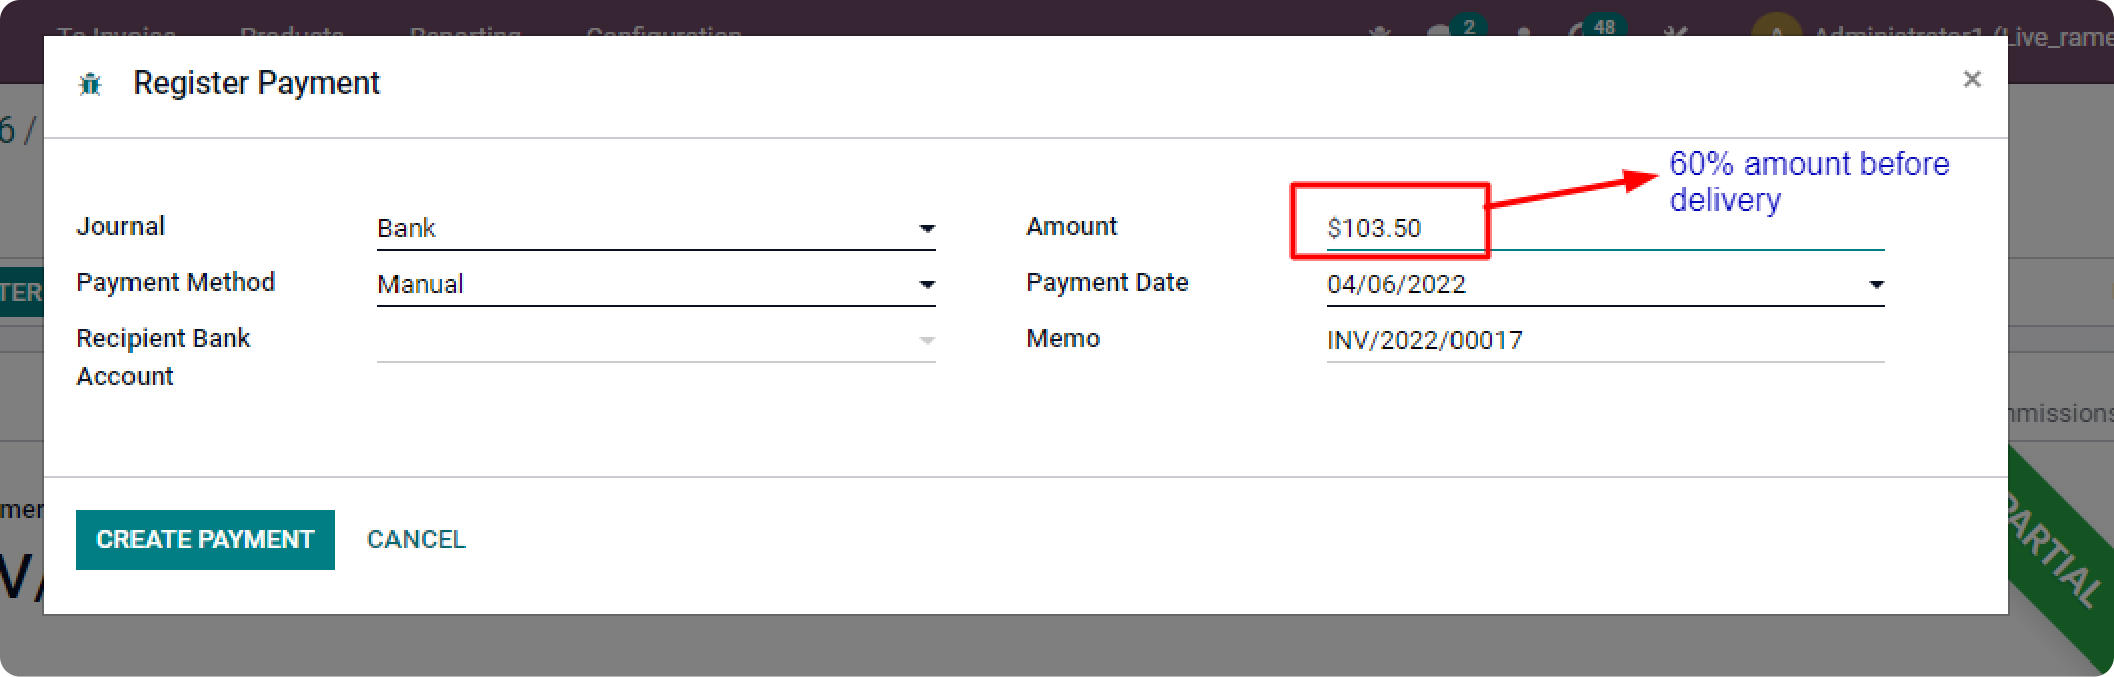 To Invoice Products Reporting Configuration 2 48 A Administrator1 (Live_rame
6 /
Register Payment ×
60% amount before
delivery
Journal Bank Amount $103.50
Payment Method Manual Payment Date 04/06/2022
TER
Recipient Bank Account Memo INV/2022/00017
mmissions
PARTIAL
mer
CREATE PAYMENT CANCEL
V/